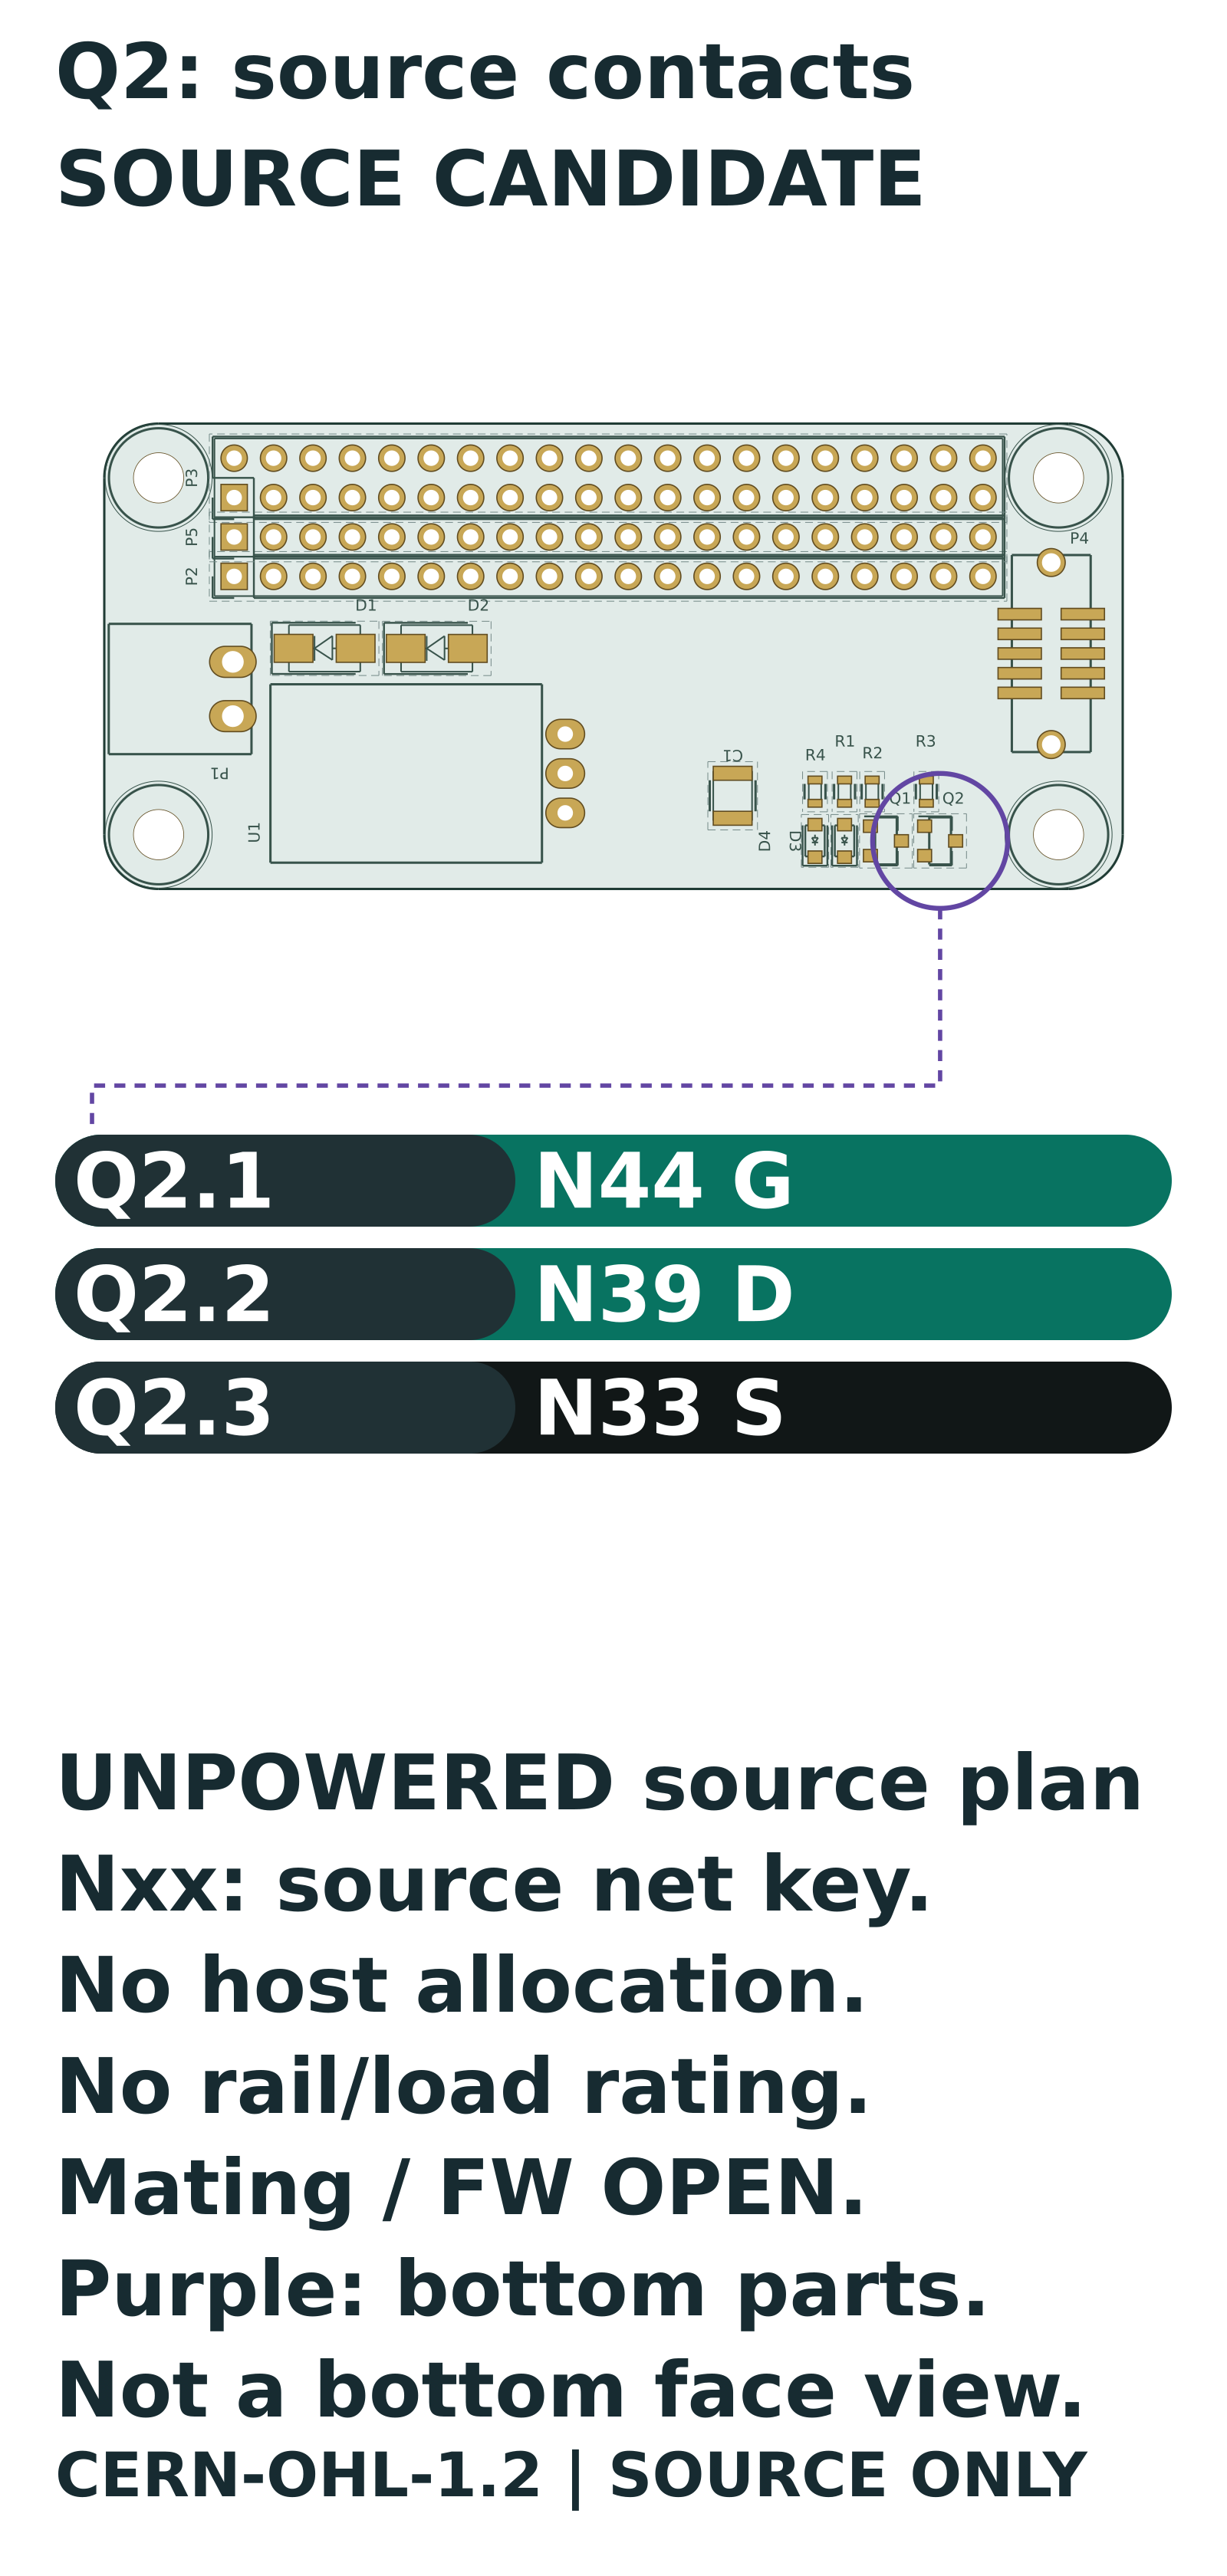 Q2: source contacts
SOURCE CANDIDATE
P3
P5
P2
P4
D1 D2
P1
U1
C1
R4 R1 R2 R3
D4 D3 Q1 Q2
Q2.1 N44 G
Q2.2 N39 D
Q2.3 N33 S
UNPOWERED source plan
Nxx: source net key.
No host allocation.
No rail/load rating.
Mating / FW OPEN.
Purple: bottom parts.
Not a bottom face view.
CERN-OHL-1.2 | SOURCE ONLY